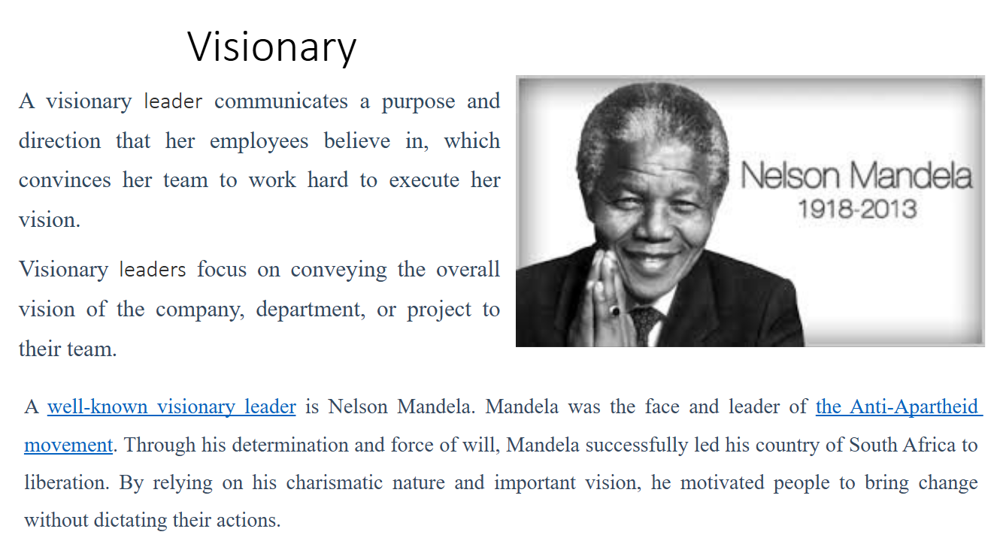 Visionary
A visionary leader communicates a purpose and
direction that her employees believe in, which
convinces her team to work hard to execute her
vision.
Visionary leaders focus on conveying the overall
vision of the company, department, or project to
their team.
Nelson Mandela
1918-2013
A well-known visionary leader is Nelson Mandela. Mandela was the face and leader of the Anti-Apartheid
movement. Through his determination and force of will, Mandela successfully led his country of South Africa to
liberation. By relying on his charismatic nature and important vision, he motivated people to bring change
without dictating their actions.